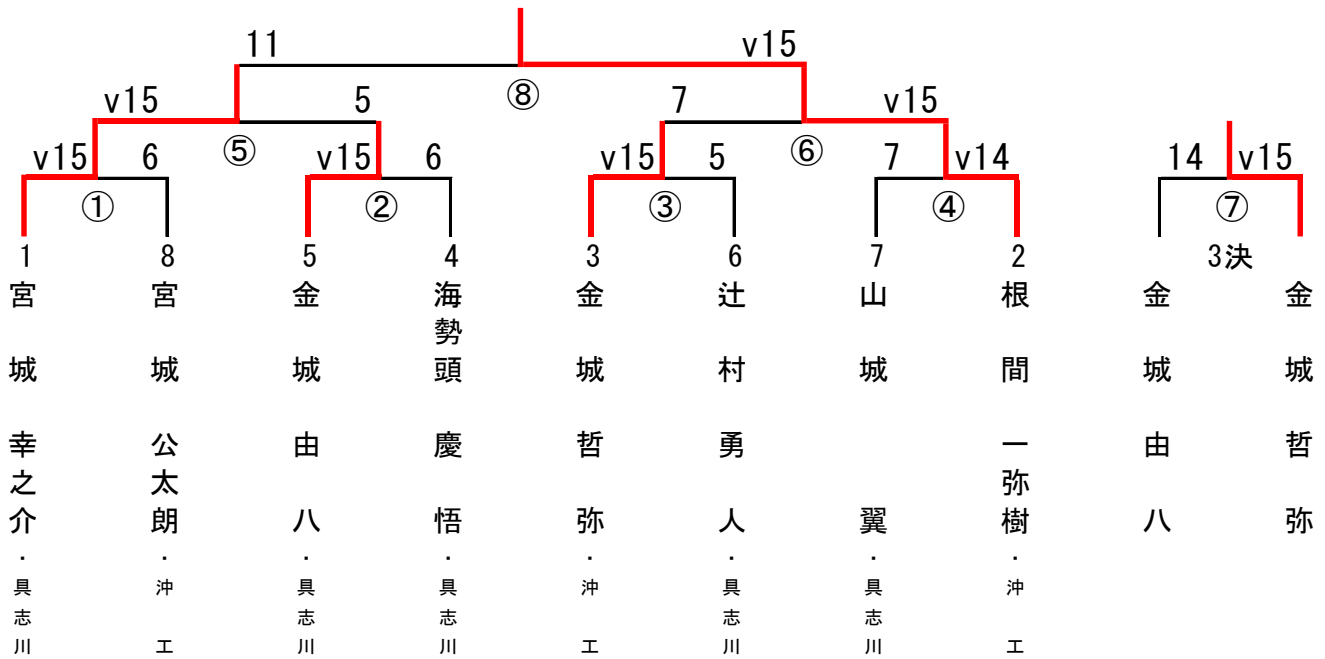 11 v15
⑧
v15 5 7 v15
⑤ ⑥
v15 6 v15 6 v15 5 7 v14 14 v15
① ② ③ ④ ⑦
1 8 5 4 3 6 7 2 3決
宮城幸之介・具志川
宮城公太朗・沖工
金城由八・具志川
海勢頭慶悟・具志川
金城哲弥・沖工
辻村勇人・具志川
山城翼・具志川
根間一弥樹・沖工
金城由八
金城哲弥